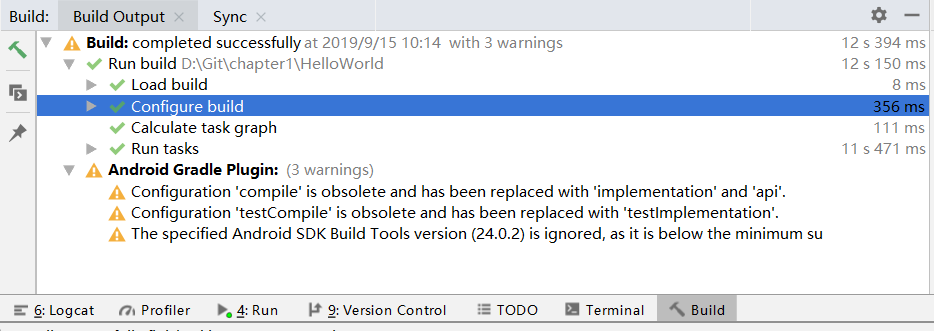 Build: Build Output Sync
Build: completed successfully at 2019/9/15 10:14 with 3 warnings 12 s 394 ms
Run build D:\Git\chapter1\HelloWorld 12 s 150 ms
Load build 8 ms
Configure build 356 ms
Calculate task graph 111 ms
Run tasks 11 s 471 ms
Android Gradle Plugin: (3 warnings)
Configuration 'compile' is obsolete and has been replaced with 'implementation' and 'api'.
Configuration 'testCompile' is obsolete and has been replaced with 'testImplementation'.
The specified Android SDK Build Tools version (24.0.2) is ignored, as it is below the minimum su
6: Logcat Profiler 4: Run 9: Version Control TODO Terminal Build